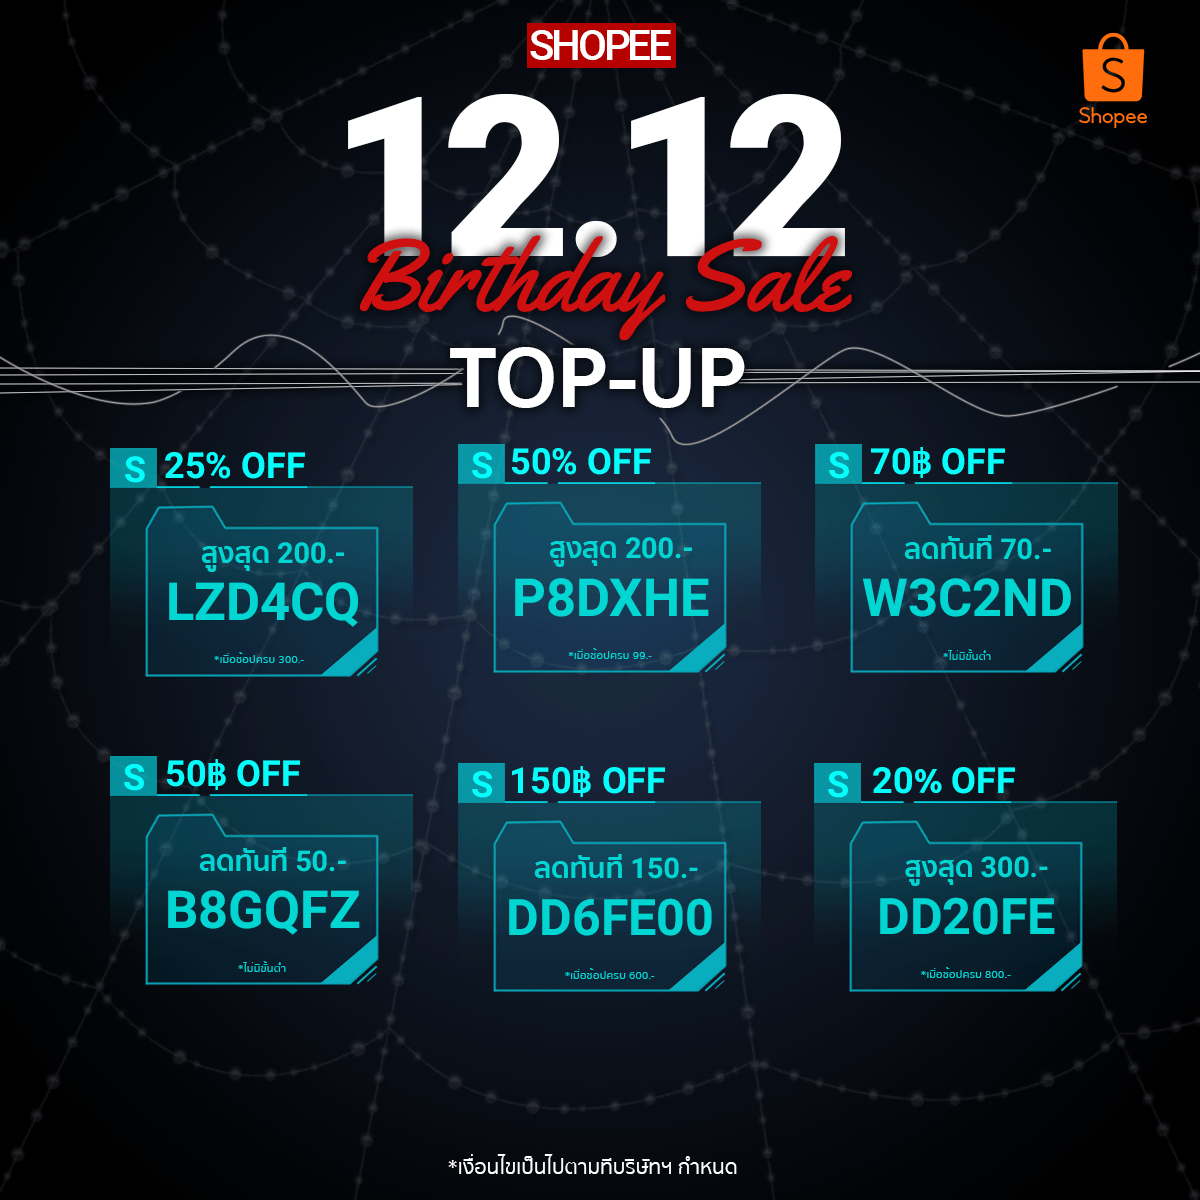 SHOPEE
S
Shopee
12.12
Birthday Sale
TOP-UP
S 25% OFF
สูงสุด 200.-
LZD4CQ
*เมื่อช้อปครบ 300.-
S 50% OFF
สูงสุด 200.-
P8DXHE
*เมื่อช้อปครบ 99.-
S 70฿ OFF
ลดทันที 70.-
W3C2ND
*ไม่มีขั้นต่ำ
S 50฿ OFF
ลดทันที 50.-
B8GQFZ
*ไม่มีขั้นต่ำ
S 150฿ OFF
ลดทันที 150.-
DD6FE00
*เมื่อช้อปครบ 600.-
S 20% OFF
สูงสุด 300.-
DD20FE
*เมื่อช้อปครบ 800.-
*เงื่อนไขเป็นไปตามที่บริษัทฯ กำหนด